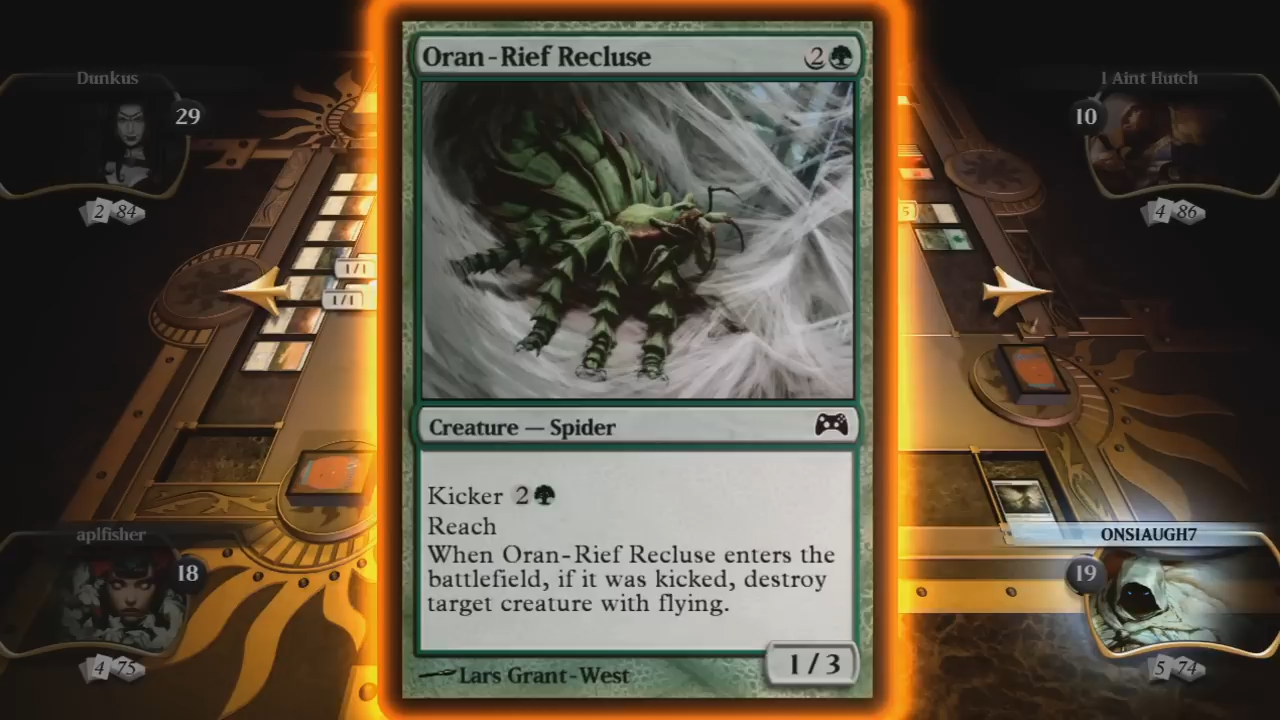 Dunkus
29
2 84
I Aint Hutch
10
4 86
Oran-Rief Recluse
2
1/1
1/1
5
Creature — Spider
Kicker 2
Reach
When Oran-Rief Recluse enters the
battlefield, if it was kicked, destroy
target creature with flying.
Lars Grant-West
1/3
aplfisher
18
4 75
ONSIAUGH7
19
5 74